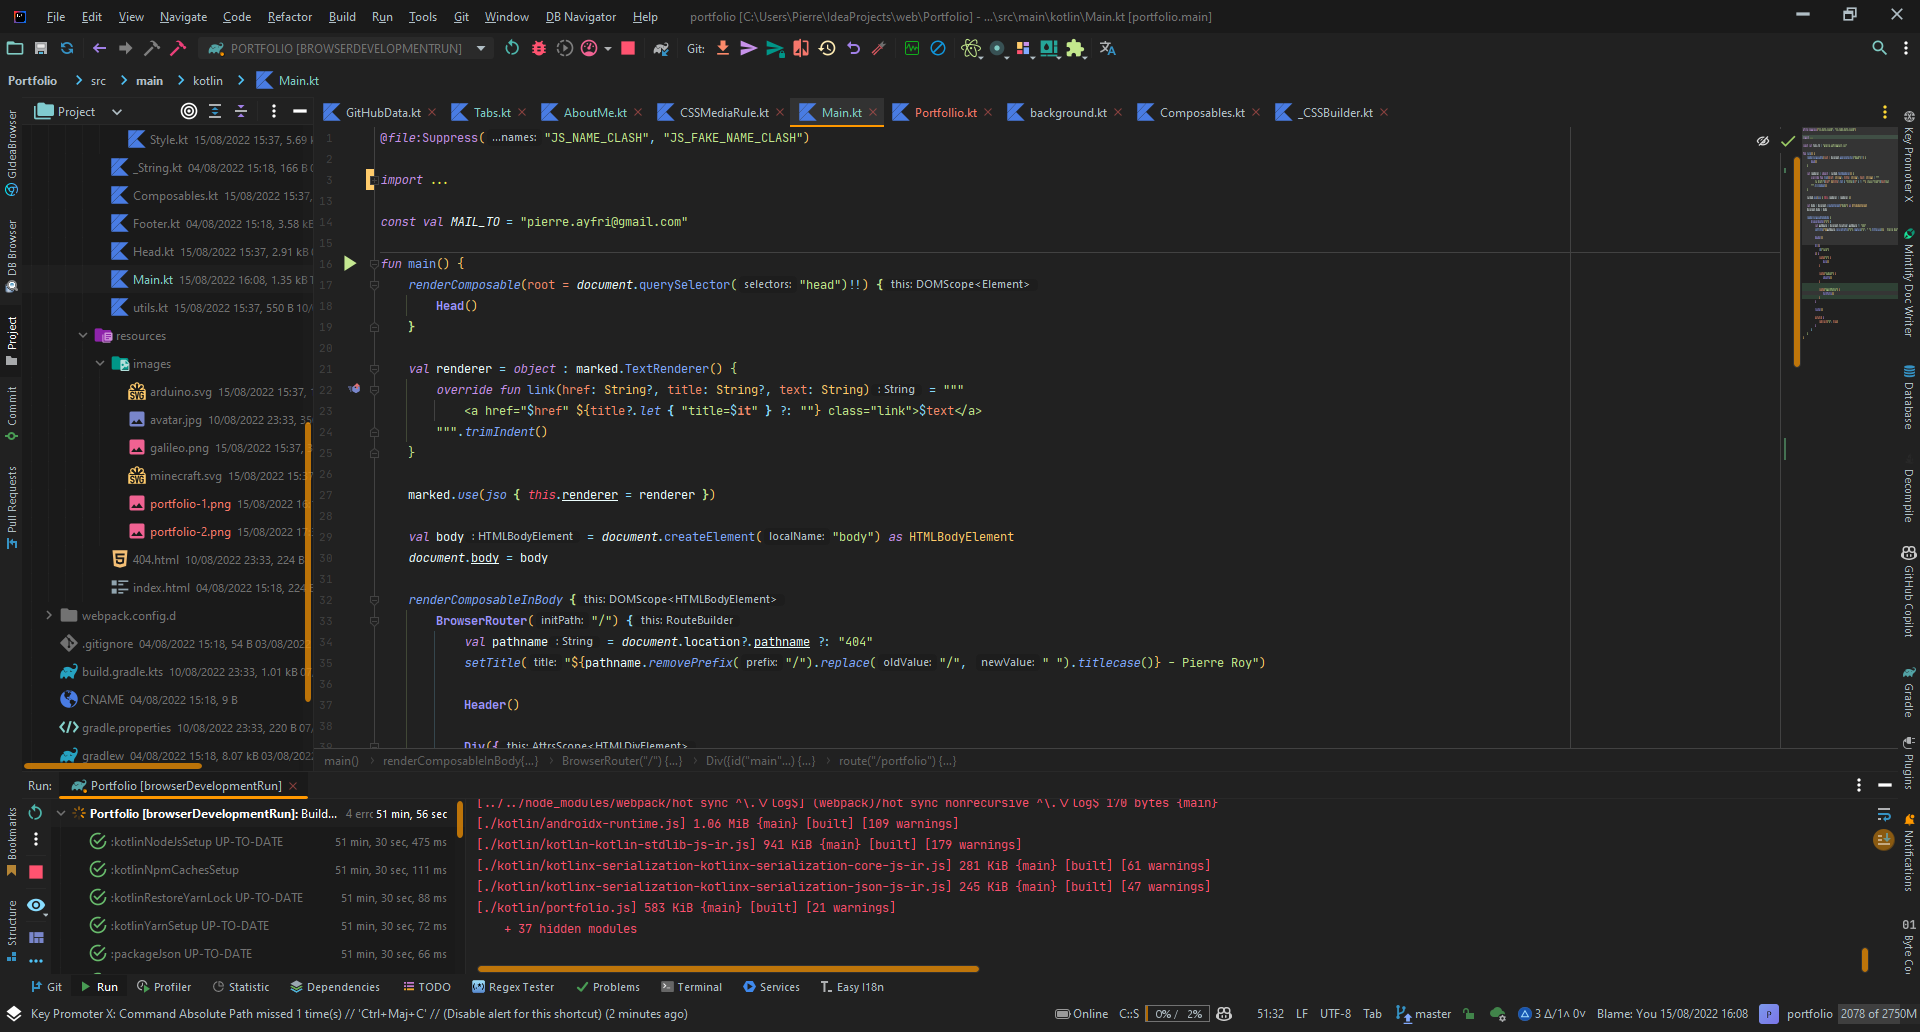 File Edit View Navigate Code Refactor Build Run Tools Git Window DB Navigator Help portfolio [C:\Users\Pierre\IdeaProjects\web\Portfolio] - ...\src\main\kotlin\Main.kt [portfolio.main]
PORTFOLIO [BROWSERDEVELOPMENTRUN] Git:
Portfolio src main kotlin Main.kt
Project
GitHubData.kt Tabs.kt AboutMe.kt CSSMediaRule.kt Main.kt Portfollio.kt background.kt Composables.kt _CSSBuilder.kt
Style.kt 15/08/2022 15:37, 5.69 k
_String.kt 04/08/2022 15:18, 166 B
Composables.kt 15/08/2022 15:37,
Footer.kt 04/08/2022 15:18, 3.58 kB
Head.kt 15/08/2022 15:37, 2.91 kB
Main.kt 15/08/2022 16:08, 1.35 kB
utils.kt 15/08/2022 15:37, 550 B 10/
resources
images
arduino.svg 15/08/2022 15:37,
avatar.jpg 10/08/2022 23:33, 35
galileo.png 15/08/2022 15:37,
minecraft.svg 15/08/2022 15:37
portfolio-1.png 15/08/2022 16:
portfolio-2.png 15/08/2022 17:
404.html 10/08/2022 23:33, 224 B
index.html 04/08/2022 15:18, 224
webpack.config.d
.gitignore 04/08/2022 15:18, 54 B 03/08/2022
build.gradle.kts 10/08/2022 23:33, 1.01 kB
CNAME 04/08/2022 15:18, 9 B
gradle.properties 10/08/2022 23:33, 220 B 07/
gradlew 04/08/2022 15:18, 8.07 kB 03/08/2022
1 @file:Suppress( ...names: "JS_NAME_CLASH", "JS_FAKE_NAME_CLASH")
2
3 import ...
13
14 const val MAIL_TO = "pierre.ayfri@gmail.com"
15
16 fun main() {
17 renderComposable(root = document.querySelector( selectors: "head")!!) { this: DOMScope<Element>
18 Head()
19 }
20
21 val renderer = object : marked.TextRenderer() {
22 override fun link(href: String?, title: String?, text: String) : String = """
23 <a href="$href" ${title?.let { "title=$it" } ?: ""} class="link">$text</a>
24 """.trimIndent()
25 }
26
27 marked.use(jso { this.renderer = renderer })
28
29 val body : HTMLBodyElement = document.createElement( localName: "body") as HTMLBodyElement
30 document.body = body
31
32 renderComposableInBody { this: DOMScope<HTMLBodyElement>
33 BrowserRouter( initPath: "/") { this: RouteBuilder
34 val pathname : String = document.location?.pathname ?: "404"
35 setTitle( title: "${pathname.removePrefix( prefix: "/").replace( oldValue: "/", newValue: " ").titlecase()} - Pierre Roy")
36
37 Header()
38
39 Div({ this: AttrsScope<HTMLDivElement>
main() renderComposableInBody{...} BrowserRouter("/") {...} Div({id("main"...) {...} route("/portfolio") {...}
Run: Portfolio [browserDevelopmentRun]
Portfolio [browserDevelopmentRun]: Build... 4 errc 51 min, 56 sec
:kotlinNodeJsSetup UP-TO-DATE 51 min, 30 sec, 475 ms
:kotlinNpmCachesSetup 51 min, 30 sec, 111 ms
:kotlinRestoreYarnLock UP-TO-DATE 51 min, 30 sec, 88 ms
:kotlinYarnSetup UP-TO-DATE 51 min, 30 sec, 72 ms
:packageJson UP-TO-DATE 51 min, 30 sec, 66 ms
[../../node_modules/webpack/hot sync ^\.\/log$] (webpack)/hot sync nonrecursive ^\.\/log$ 170 bytes {main}
[./kotlin/androidx-runtime.js] 1.06 MiB {main} [built] [109 warnings]
[./kotlin/kotlin-kotlin-stdlib-js-ir.js] 941 KiB {main} [built] [179 warnings]
[./kotlin/kotlinx-serialization-kotlinx-serialization-core-js-ir.js] 281 KiB {main} [built] [61 warnings]
[./kotlin/kotlinx-serialization-kotlinx-serialization-json-js-ir.js] 245 KiB {main} [built] [47 warnings]
[./kotlin/portfolio.js] 583 KiB {main} [built] [21 warnings]
+ 37 hidden modules
GIdeaBrowser
DB Browser
Project
Commit
Pull Requests
Bookmarks
Structure
Key Promoter X
Mintlify Doc Writer
Database
Decompile
GitHub Copilot
Gradle
Plugins
Notifications
Byte Co
Git Run Profiler Statistic Dependencies TODO Regex Tester Problems Terminal Services Easy I18n
Key Promoter X: Command Absolute Path missed 1 time(s) // 'Ctrl+Maj+C' // (Disable alert for this shortcut) (2 minutes ago) Online C::S 0% / 2% 51:32 LF UTF-8 Tab master 3 Δ/1∧ 0∨ Blame: You 15/08/2022 16:08 P portfolio 2078 of 2750M